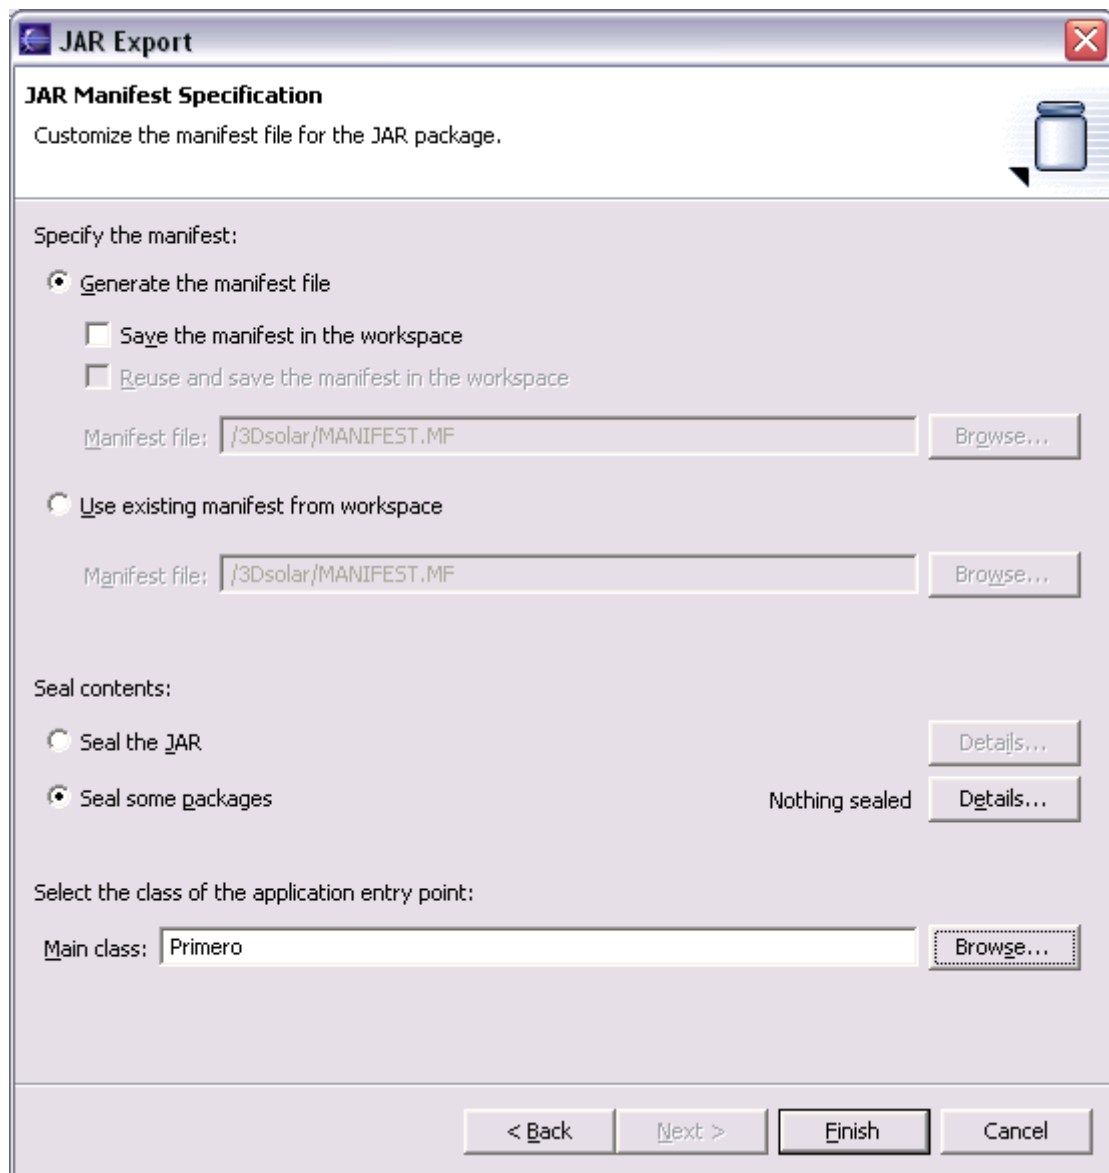 JAR Export
JAR Manifest Specification
Customize the manifest file for the JAR package.
Specify the manifest:
Generate the manifest file
Save the manifest in the workspace
Reuse and save the manifest in the workspace
Manifest file: /3Dsolar/MANIFEST.MF Browse...
Use existing manifest from workspace
Manifest file: /3Dsolar/MANIFEST.MF Browse...
Seal contents:
Seal the JAR Details...
Seal some packages Nothing sealed Details...
Select the class of the application entry point:
Main class: Primero Browse...
< Back Next > Finish Cancel